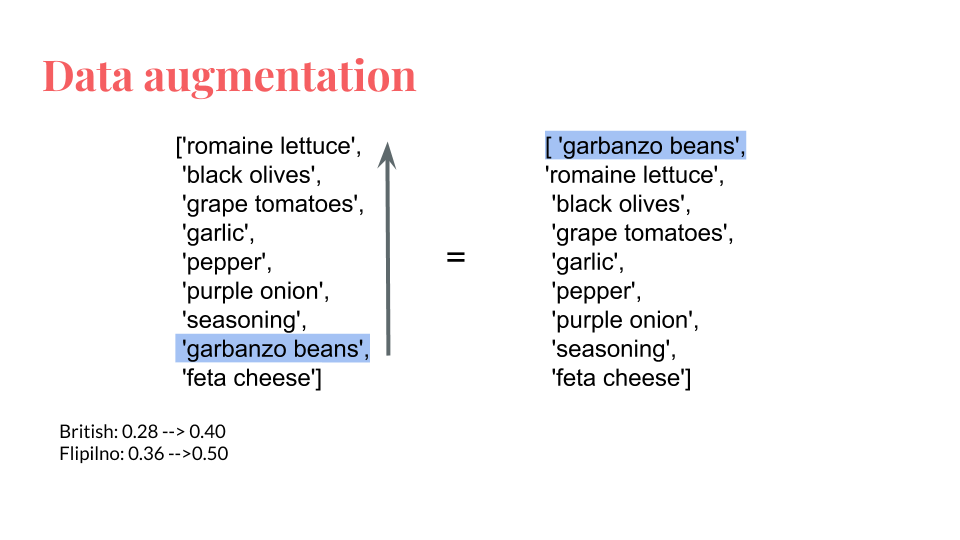 Data augmentation
['romaine lettuce',
'black olives',
'grape tomatoes',
'garlic',
'pepper',
'purple onion',
'seasoning',
'garbanzo beans',
'feta cheese']
=
[ 'garbanzo beans',
'romaine lettuce',
'black olives',
'grape tomatoes',
'garlic',
'pepper',
'purple onion',
'seasoning',
'feta cheese']
British: 0.28 --> 0.40
Flipilno: 0.36 -->0.50